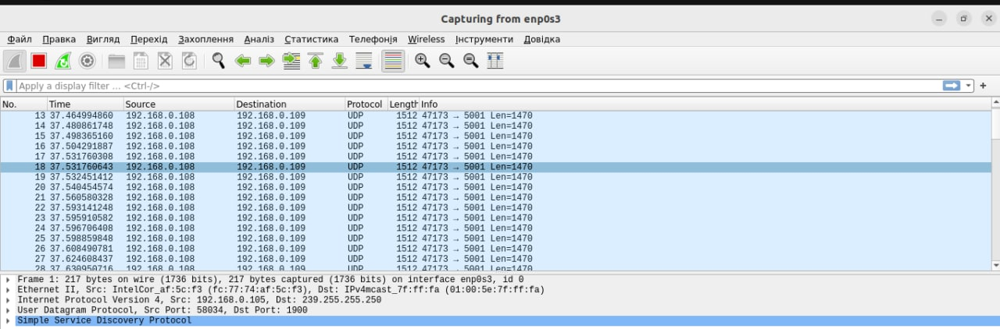 Capturing from enp0s3
Файл Правка Вигляд Перехід Захоплення Аналіз Статистика Телефонія Wireless Інструменти Довідка
Apply a display filter ... <Ctrl-/>
No. Time Source Destination Protocol Length Info
13 37.464994860 192.168.0.108 192.168.0.109 UDP 1512 47173 → 5001 Len=1470
14 37.480861748 192.168.0.108 192.168.0.109 UDP 1512 47173 → 5001 Len=1470
15 37.498365160 192.168.0.108 192.168.0.109 UDP 1512 47173 → 5001 Len=1470
16 37.504291887 192.168.0.108 192.168.0.109 UDP 1512 47173 → 5001 Len=1470
17 37.531760308 192.168.0.108 192.168.0.109 UDP 1512 47173 → 5001 Len=1470
18 37.531760643 192.168.0.108 192.168.0.109 UDP 1512 47173 → 5001 Len=1470
19 37.532451412 192.168.0.108 192.168.0.109 UDP 1512 47173 → 5001 Len=1470
20 37.540454574 192.168.0.108 192.168.0.109 UDP 1512 47173 → 5001 Len=1470
21 37.560580328 192.168.0.108 192.168.0.109 UDP 1512 47173 → 5001 Len=1470
22 37.593141248 192.168.0.108 192.168.0.109 UDP 1512 47173 → 5001 Len=1470
23 37.595910582 192.168.0.108 192.168.0.109 UDP 1512 47173 → 5001 Len=1470
24 37.596706408 192.168.0.108 192.168.0.109 UDP 1512 47173 → 5001 Len=1470
25 37.598859848 192.168.0.108 192.168.0.109 UDP 1512 47173 → 5001 Len=1470
26 37.608490781 192.168.0.108 192.168.0.109 UDP 1512 47173 → 5001 Len=1470
27 37.624608437 192.168.0.108 192.168.0.109 UDP 1512 47173 → 5001 Len=1470
28 37.630950716 192.168.0.108 192.168.0.109 UDP 1512 47173 → 5001 Len=1470
Frame 1: 217 bytes on wire (1736 bits), 217 bytes captured (1736 bits) on interface enp0s3, id 0
Ethernet II, Src: IntelCor_af:5c:f3 (fc:77:74:af:5c:f3), Dst: IPv4mcast_7f:ff:fa (01:00:5e:7f:ff:fa)
Internet Protocol Version 4, Src: 192.168.0.105, Dst: 239.255.255.250
User Datagram Protocol, Src Port: 58034, Dst Port: 1900
Simple Service Discovery Protocol